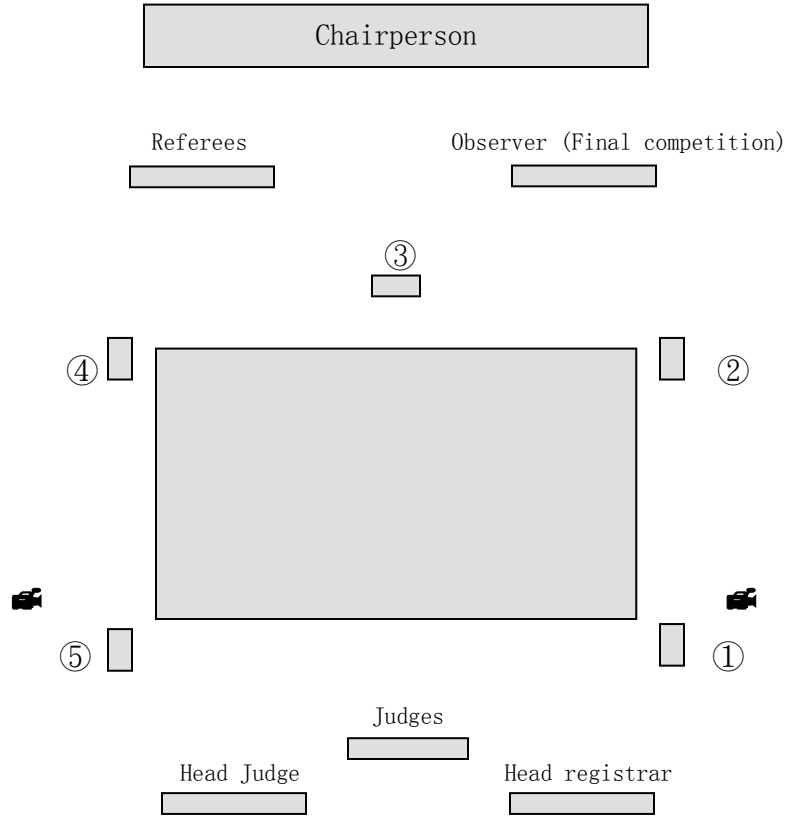 Chairperson
Referees
Observer (Final competition)
③
④
②
⑤
①
Judges
Head Judge
Head registrar